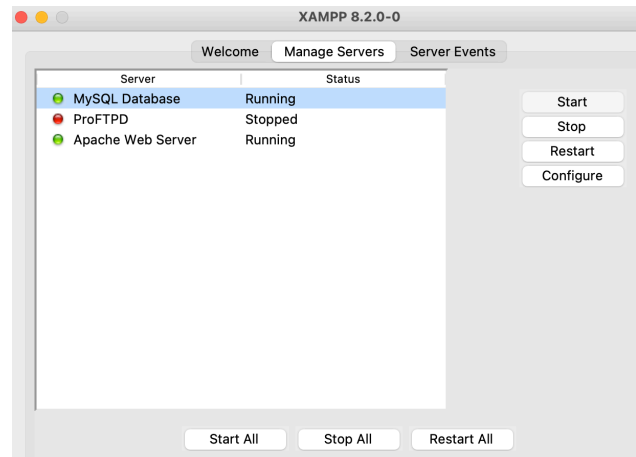 XAMPP 8.2.0-0
Welcome Manage Servers Server Events
Server Status
MySQL Database Running
ProFTPD Stopped
Apache Web Server Running
Start
Stop
Restart
Configure
Start All Stop All Restart All